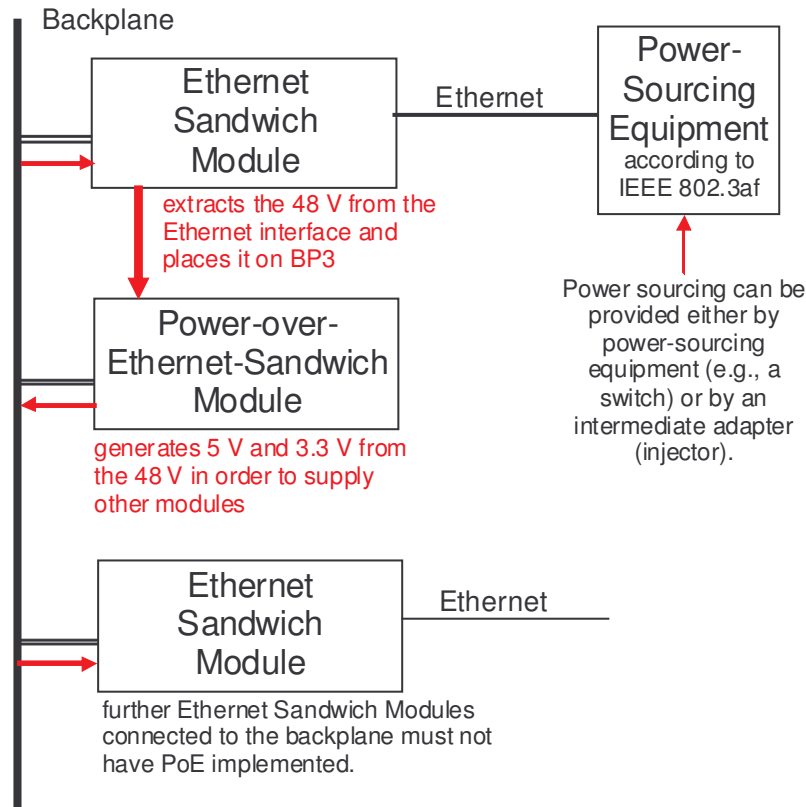 Backplane
Ethernet
Sandwich
Module
Ethernet
Power-
Sourcing
Equipment
according to
IEEE 802.3af
extracts the 48 V from the
Ethernet interface and
places it on BP3
Power sourcing can be
provided either by
power-sourcing
equipment (e.g., a
switch) or by an
intermediate adapter
(injector).
Power-over-
Ethernet-Sandwich
Module
generates 5 V and 3.3 V from
the 48 V in order to supply
other modules
Ethernet
Sandwich
Module
Ethernet
further Ethernet Sandwich Modules
connected to the backplane must not
have PoE implemented.